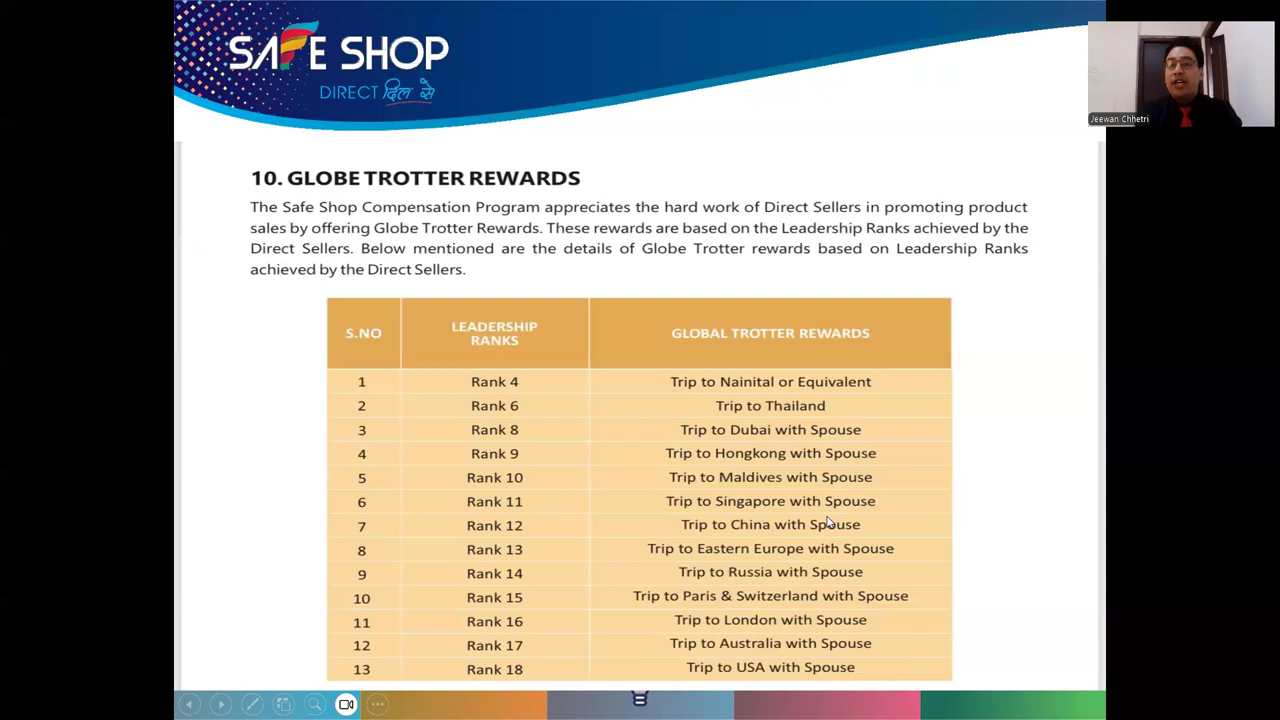 SAFE SHOP
DIRECT दिल से
Jeewan Chhetri
10. GLOBE TROTTER REWARDS
The Safe Shop Compensation Program appreciates the hard work of Direct Sellers in promoting product
sales by offering Globe Trotter Rewards. These rewards are based on the Leadership Ranks achieved by the
Direct Sellers. Below mentioned are the details of Globe Trotter rewards based on Leadership Ranks
achieved by the Direct Sellers.
S.NO LEADERSHIP RANKS GLOBAL TROTTER REWARDS
1 Rank 4 Trip to Nainital or Equivalent
2 Rank 6 Trip to Thailand
3 Rank 8 Trip to Dubai with Spouse
4 Rank 9 Trip to Hongkong with Spouse
5 Rank 10 Trip to Maldives with Spouse
6 Rank 11 Trip to Singapore with Spouse
7 Rank 12 Trip to China with Spouse
8 Rank 13 Trip to Eastern Europe with Spouse
9 Rank 14 Trip to Russia with Spouse
10 Rank 15 Trip to Paris & Switzerland with Spouse
11 Rank 16 Trip to London with Spouse
12 Rank 17 Trip to Australia with Spouse
13 Rank 18 Trip to USA with Spouse